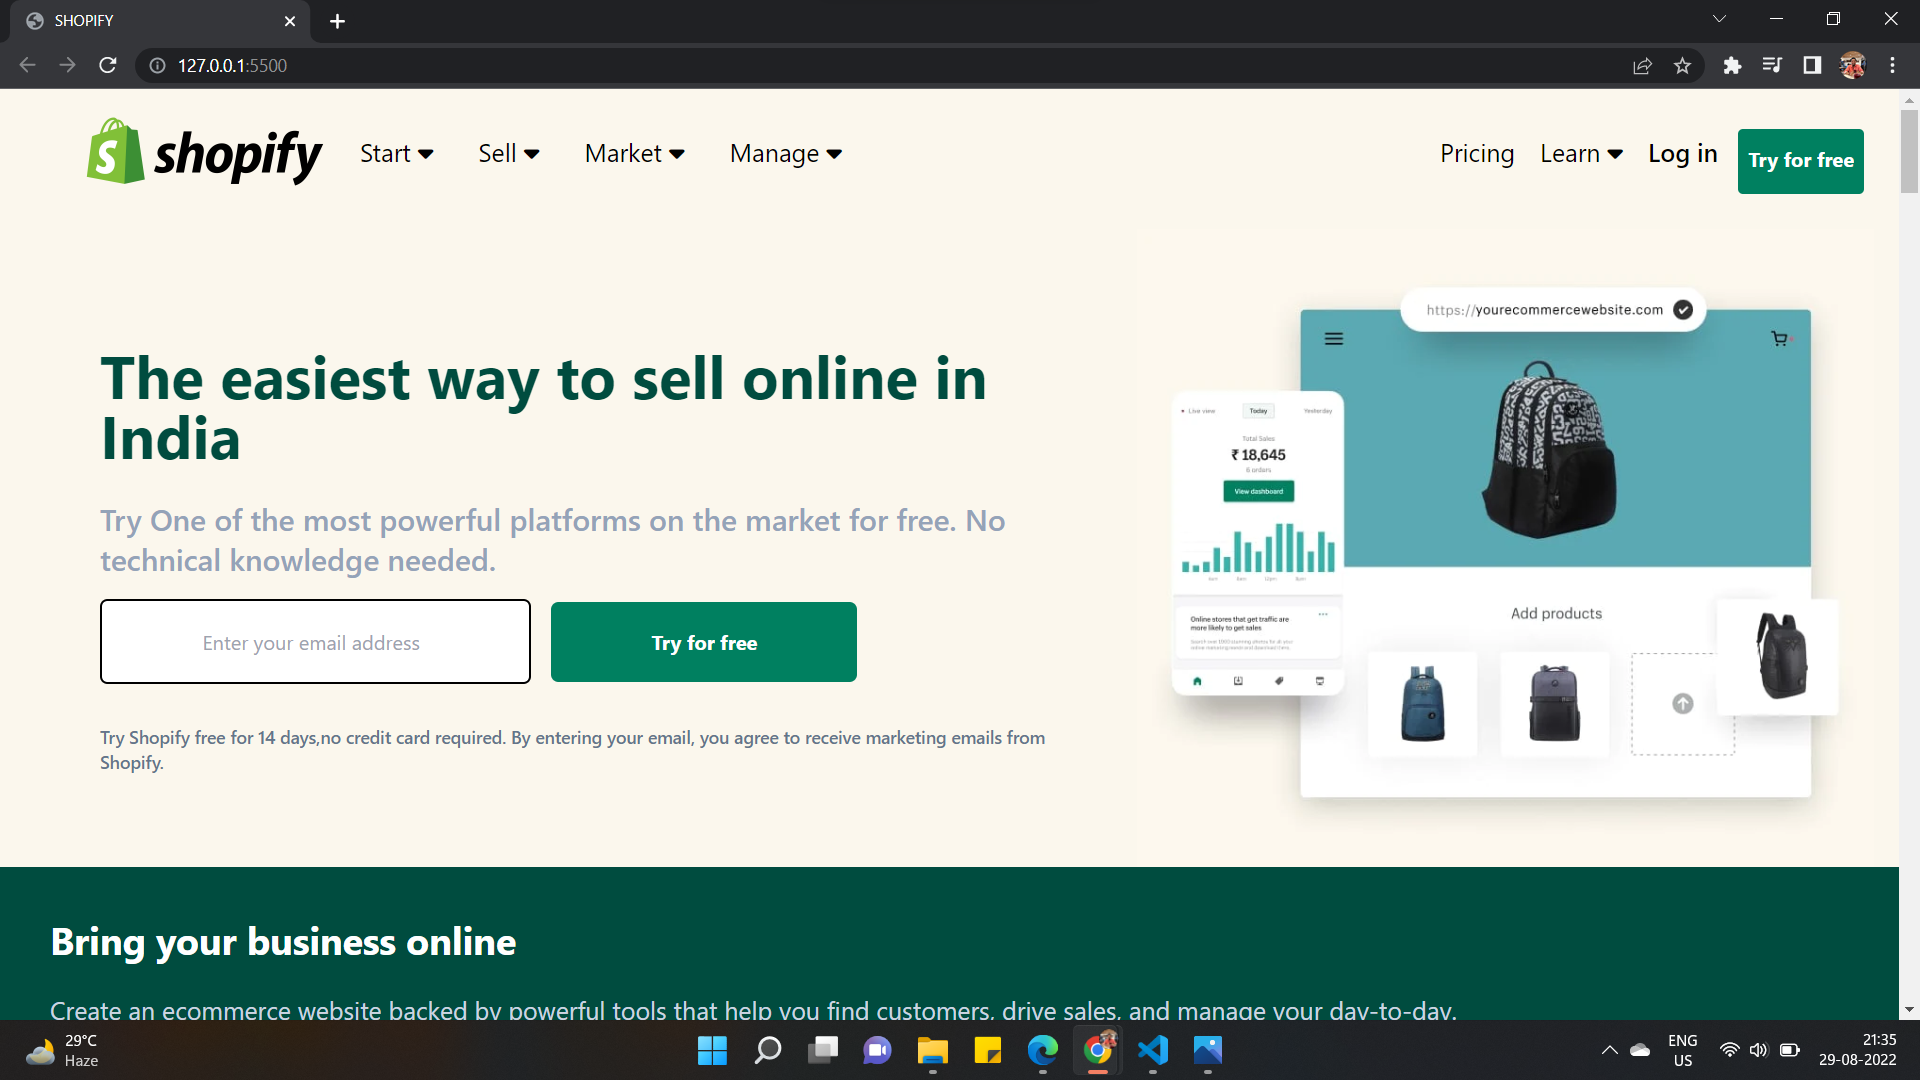 SHOPIFY
127.0.0.1:5500
shopify
Start Sell Market Manage Pricing Learn Log in Try for free
https://yourecommercewebsite.com
The easiest way to sell online in
India
Try One of the most powerful platforms on the market for free. No
technical knowledge needed.
Enter your email address Try for free
Try Shopify free for 14 days,no credit card required. By entering your email, you agree to receive marketing emails from
Shopify.
Live view Today Yesterday
Total Sales
₹ 18,645
6 orders
View dashboard
Online stores that get traffic are
more likely to get sales
Add products
Bring your business online
Create an ecommerce website backed by powerful tools that help you find customers, drive sales, and manage your day-to-day.
29°C
Haze
ENG
US
21:35
29-08-2022